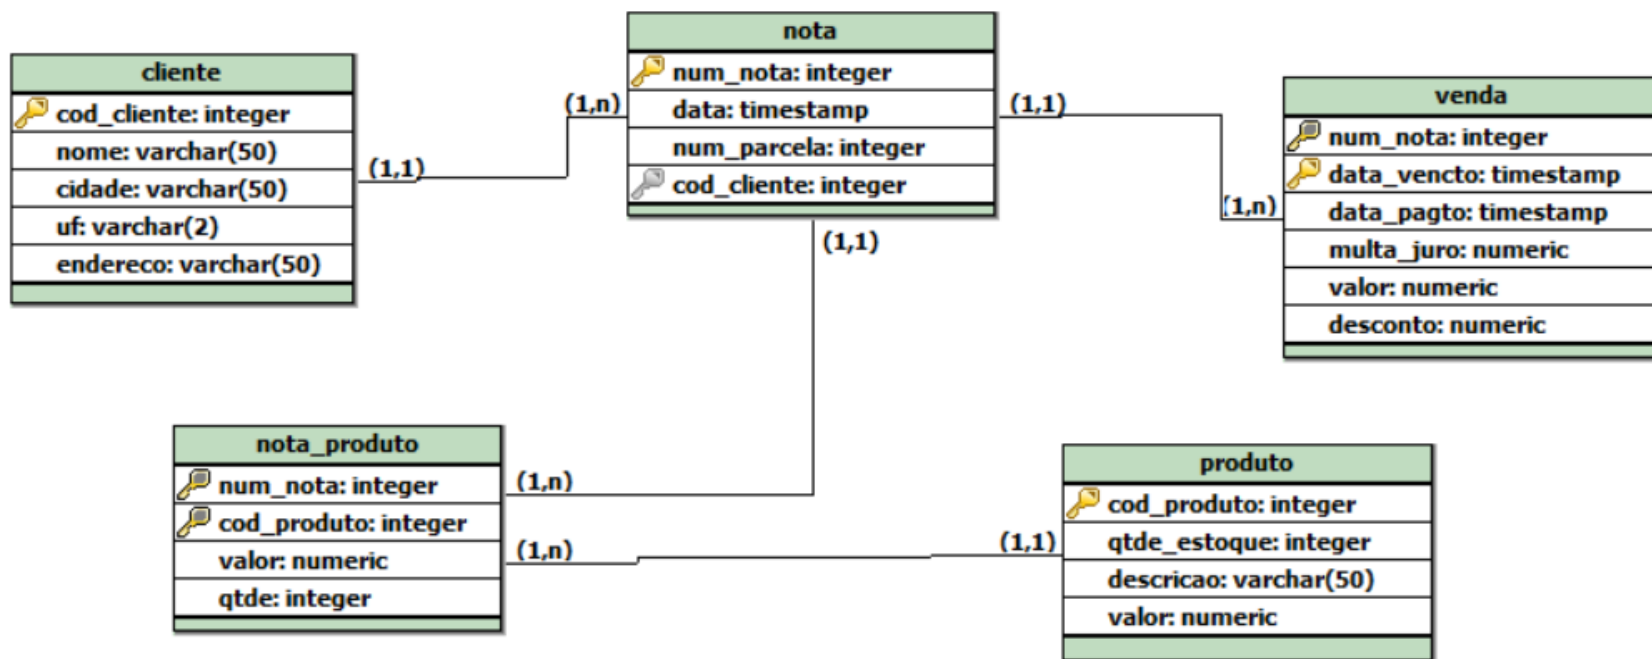 cliente
cod_cliente: integer
nome: varchar(50)
cidade: varchar(50)
uf: varchar(2)
endereco: varchar(50)
(1,1)
(1,n)
nota
num_nota: integer
data: timestamp
num_parcela: integer
cod_cliente: integer
(1,1)
(1,n)
(1,1)
venda
num_nota: integer
data_vencto: timestamp
data_pagto: timestamp
multa_juro: numeric
valor: numeric
desconto: numeric
nota_produto
num_nota: integer
cod_produto: integer
valor: numeric
qtde: integer
(1,n)
(1,n)
(1,1)
produto
cod_produto: integer
qtde_estoque: integer
descricao: varchar(50)
valor: numeric